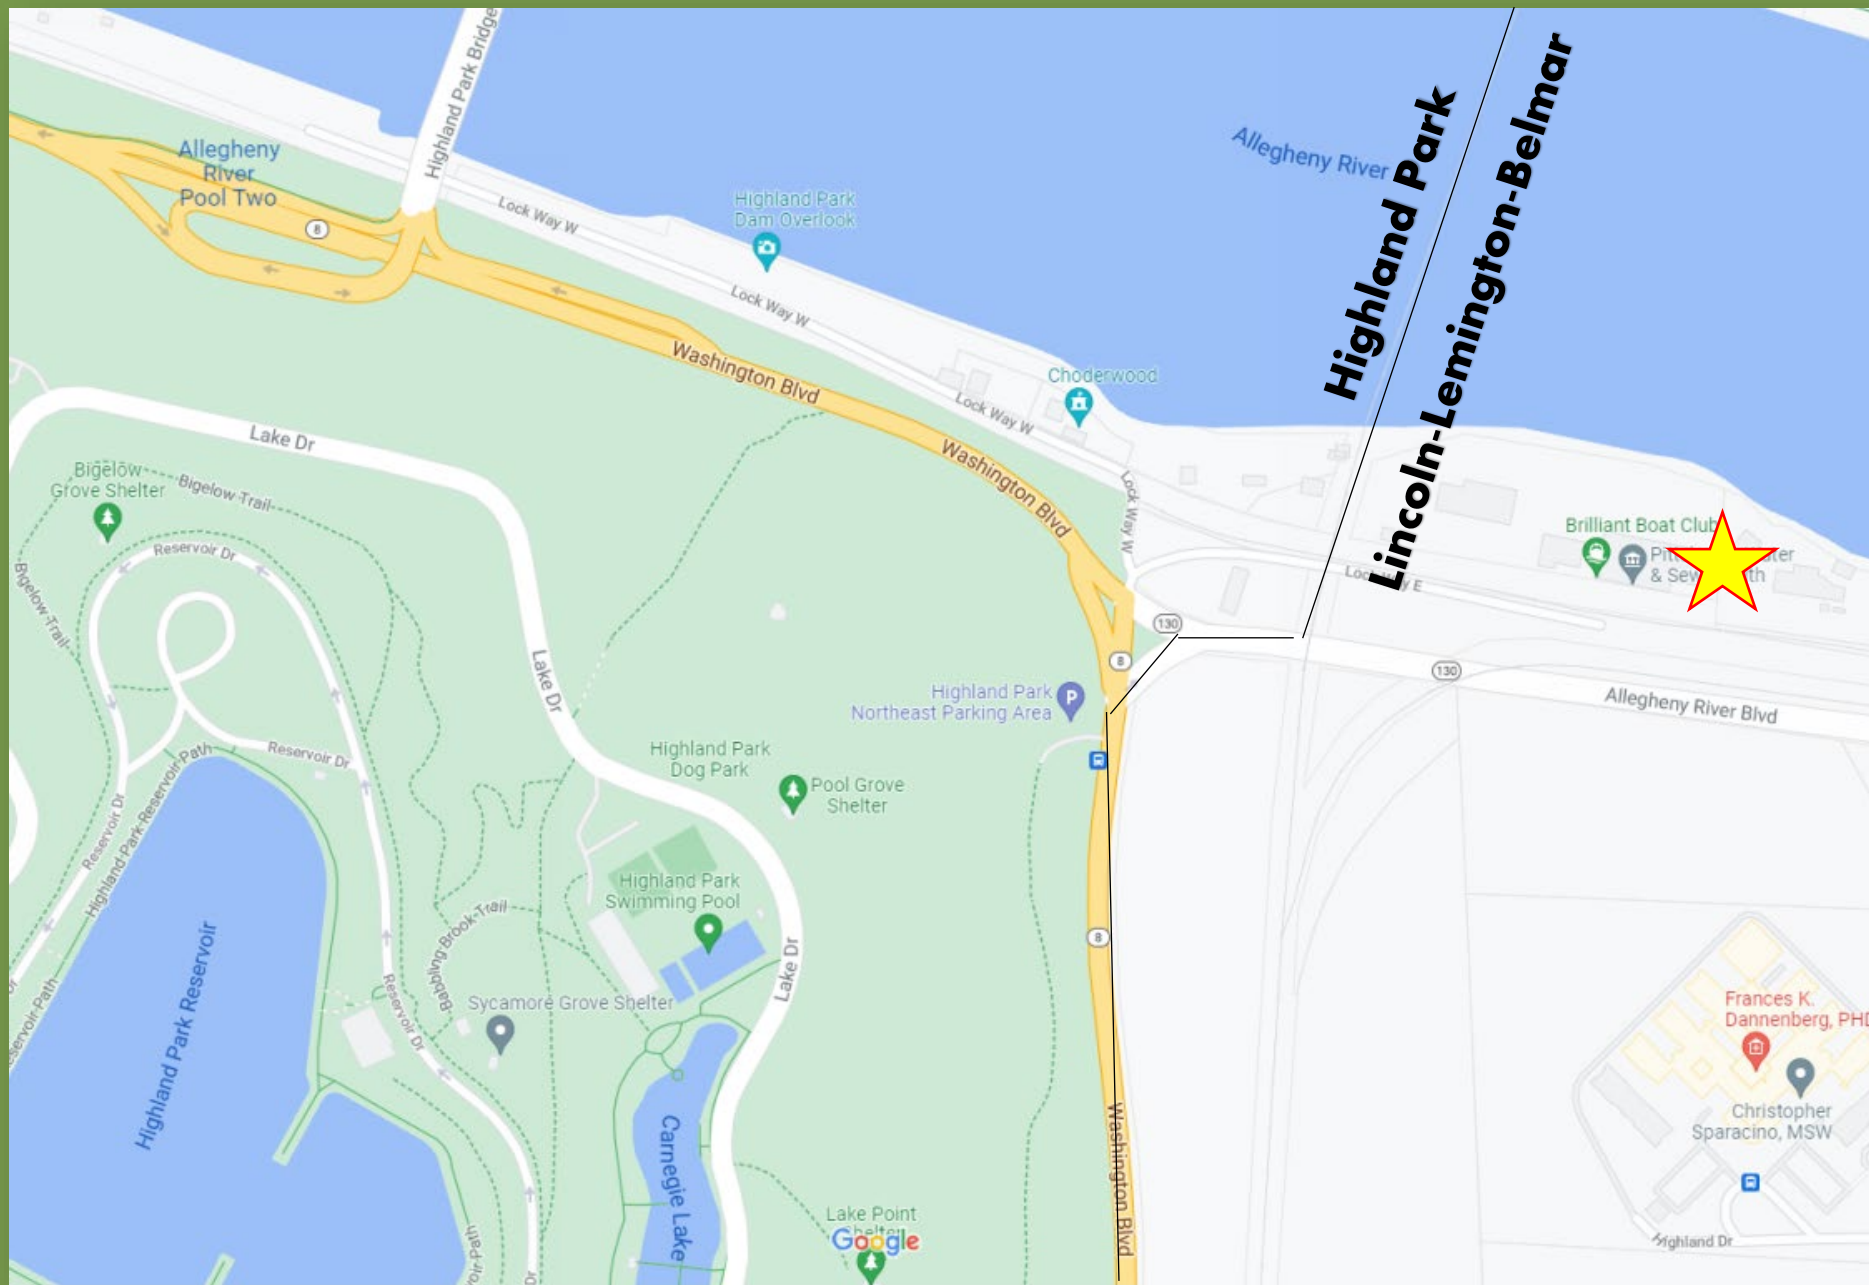 Highland Park Bridge
Allegheny
River
Pool Two
8
Lock Way W
Highland Park
Dam Overlook
Lock Way W
Allegheny River
Highland Park
Lincoln-Lemington-Belmar
Washington Blvd
Choderwood
Lock Way W
Lake Dr
Washington Blvd
Bigelow
Grove Shelter
Bigelow Trail
Lock Way W
Reservoir Dr
Bigelow Trail
Brilliant Boat Club
& Sew
Lock Way E
130
8
130
Lake Dr
Highland Park
Northeast Parking Area
P
Allegheny River Blvd
Reservoir Dr
Highland Park
Dog Park
Pool Grove
Shelter
Reservoir Dr
Highland Park Reservoir Path
Highland Park
Swimming Pool
Babbling Brook Trail
8
Lake Dr
Highland Park Reservoir
Reservoir Dr
Sycamore Grove Shelter
Frances K.
Dannenberg, PHD
Christopher
Sparacino, MSW
Carnegie Lake
Washington Blvd
Lake Point
Shelter
Google
Highland Dr